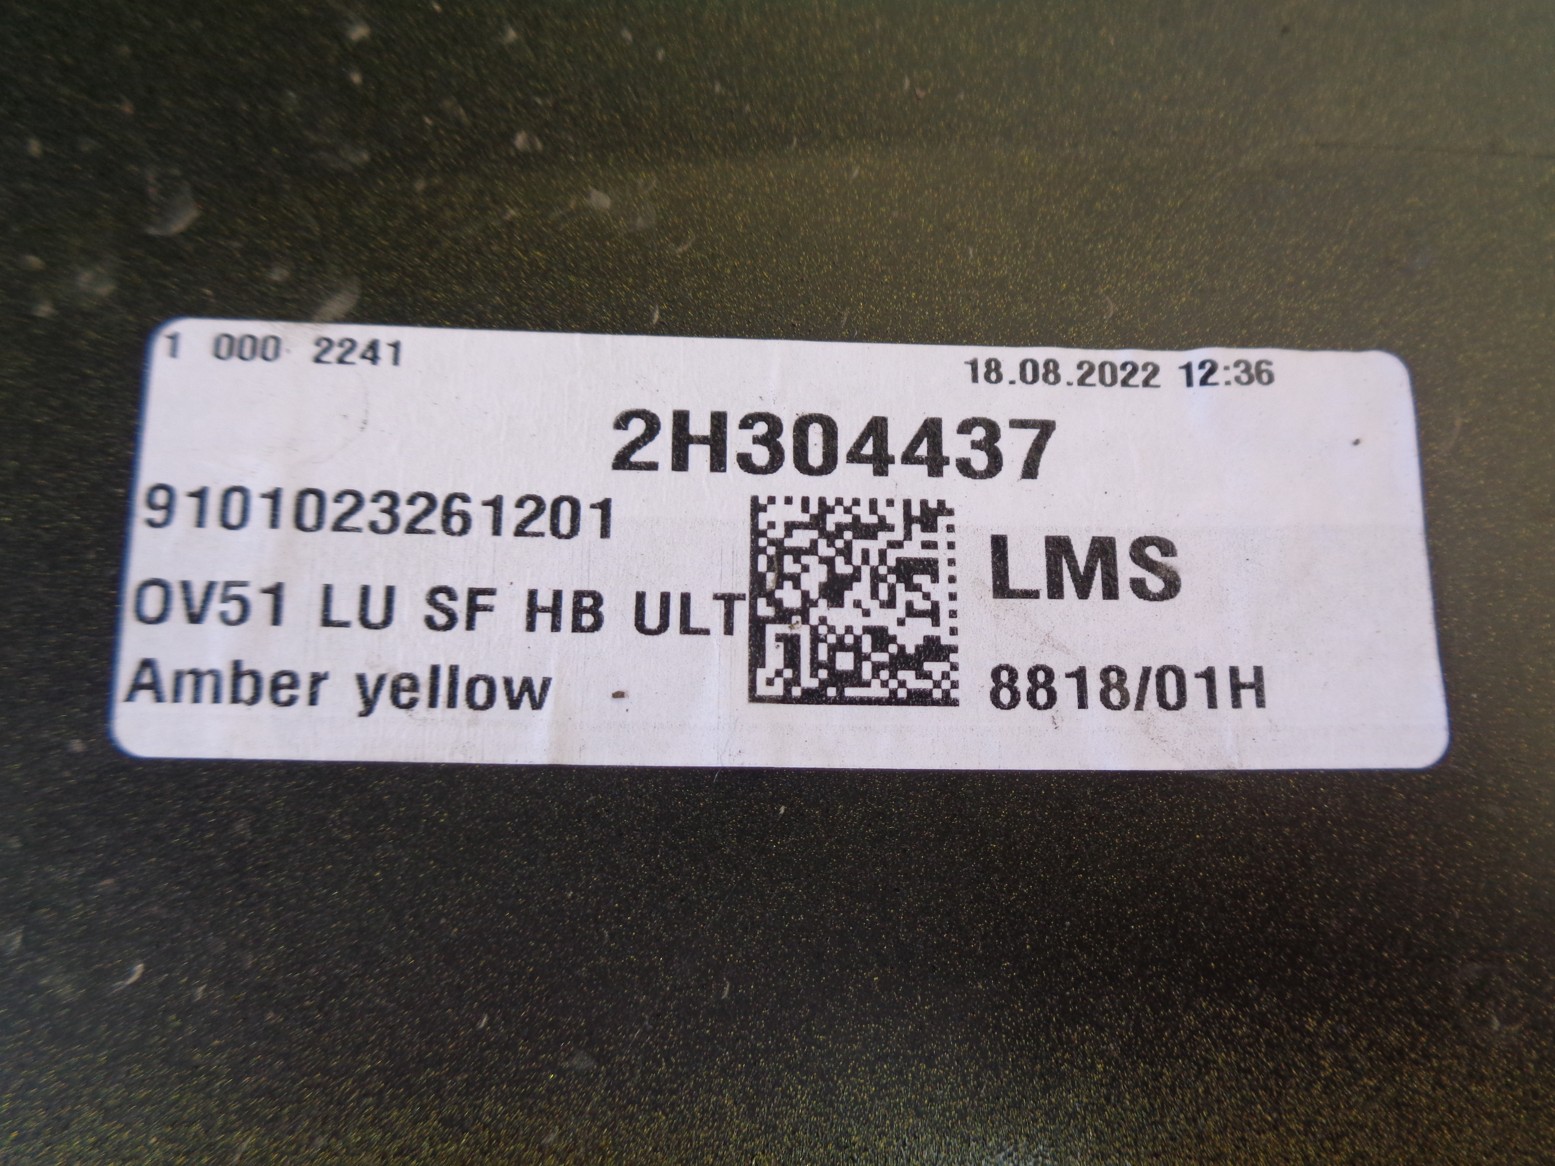 1 000 2241
18.08.2022 12:36
2H304437
9101023261201
OV51 LU SF HB ULT
LMS
Amber yellow
8818/01H